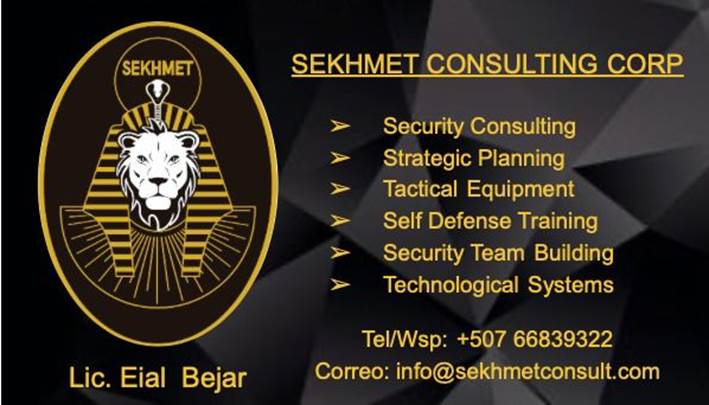 SEKHMET
SEKHMET CONSULTING CORP
➢ Security Consulting
➢ Strategic Planning
➢ Tactical Equipment
➢ Self Defense Training
➢ Security Team Building
➢ Technological Systems
Tel/Wsp: +507 66839322
Correo: info@sekhmetconsult.com
Lic. Eial Bejar